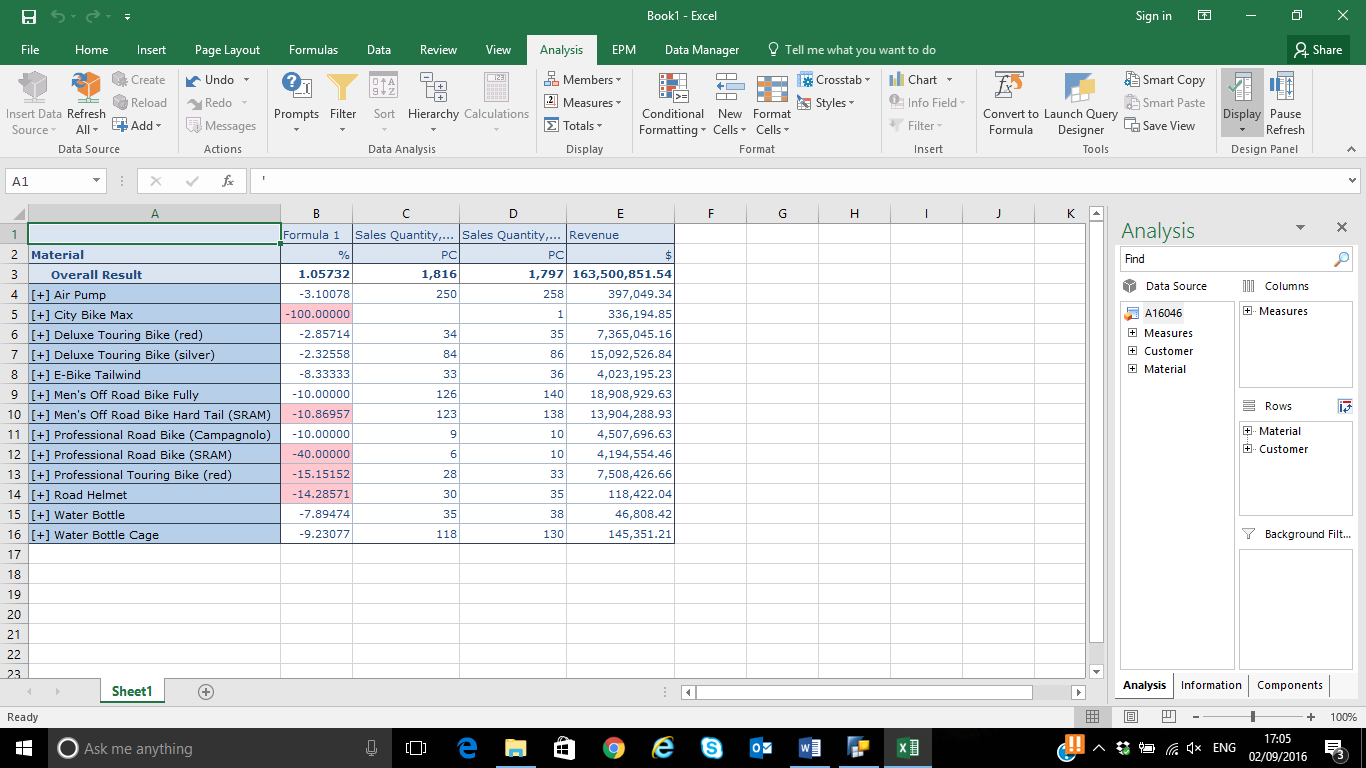 Book1 - Excel
Sign in
File Home Insert Page Layout Formulas Data Review View Analysis EPM Data Manager Tell me what you want to do Share
Insert Data Source
Refresh All
Create
Reload
Add
Data Source
Undo
Redo
Messages
Actions
Prompts
Filter
Sort
Hierarchy
Calculations
Data Analysis
Members
Measures
Totals
Display
Conditional Formatting
New Cells
Format Cells
Crosstab
Styles
Format
Chart
Info Field
Filter
Insert
Convert to Formula
Launch Query Designer
Smart Copy
Smart Paste
Save View
Tools
Display
Pause Refresh
Design Panel
A1 fx '
A B C D E F G H I J K
1 Formula 1 Sales Quantity,... Sales Quantity,... Revenue
2 Material % PC PC $
3 Overall Result 1.05732 1,816 1,797 163,500,851.54
4 [+] Air Pump -3.10078 250 258 397,049.34
5 [+] City Bike Max -100.00000 1 336,194.85
6 [+] Deluxe Touring Bike (red) -2.85714 34 35 7,365,045.16
7 [+] Deluxe Touring Bike (silver) -2.32558 84 86 15,092,526.84
8 [+] E-Bike Tailwind -8.33333 33 36 4,023,195.23
9 [+] Men's Off Road Bike Fully -10.00000 126 140 18,908,929.63
10 [+] Men's Off Road Bike Hard Tail (SRAM) -10.86957 123 138 13,904,288.93
11 [+] Professional Road Bike (Campagnolo) -10.00000 9 10 4,507,696.63
12 [+] Professional Road Bike (SRAM) -40.00000 6 10 4,194,554.46
13 [+] Professional Touring Bike (red) -15.15152 28 33 7,508,426.66
14 [+] Road Helmet -14.28571 30 35 118,422.04
15 [+] Water Bottle -7.89474 35 38 46,808.42
16 [+] Water Bottle Cage -9.23077 118 130 145,351.21
17
18
19
20
21
22
23
Analysis
Find
Data Source
A16046
Measures
Customer
Material
Columns
Measures
Rows
Material
Customer
Background Filt...
Analysis Information Components
Sheet1
Ready
100%
Ask me anything
ENG
17:05
02/09/2016
3